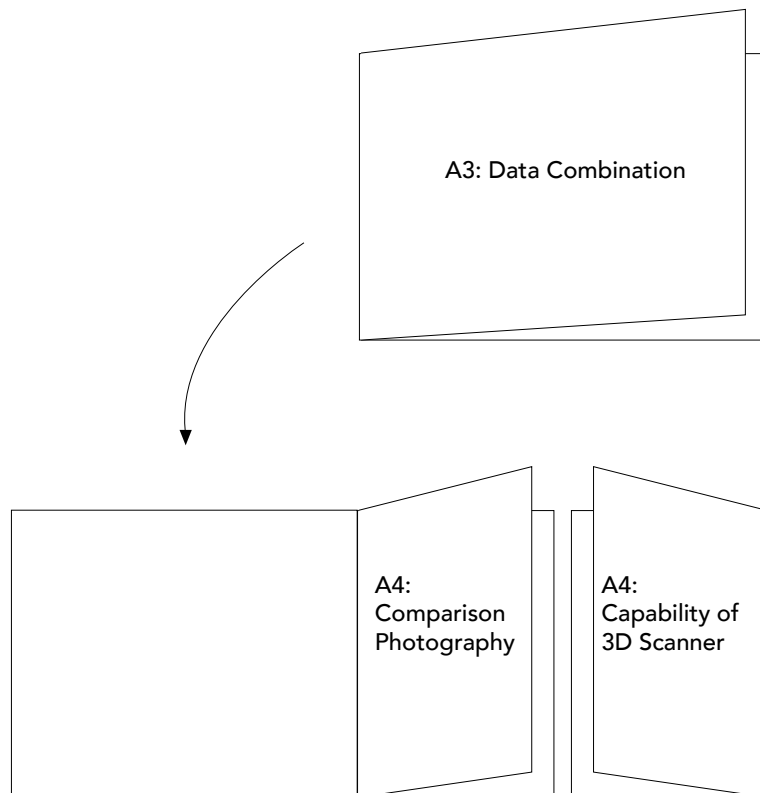 A3: Data Combination
A4:
Comparison
Photography
A4:
Capability of
3D Scanner